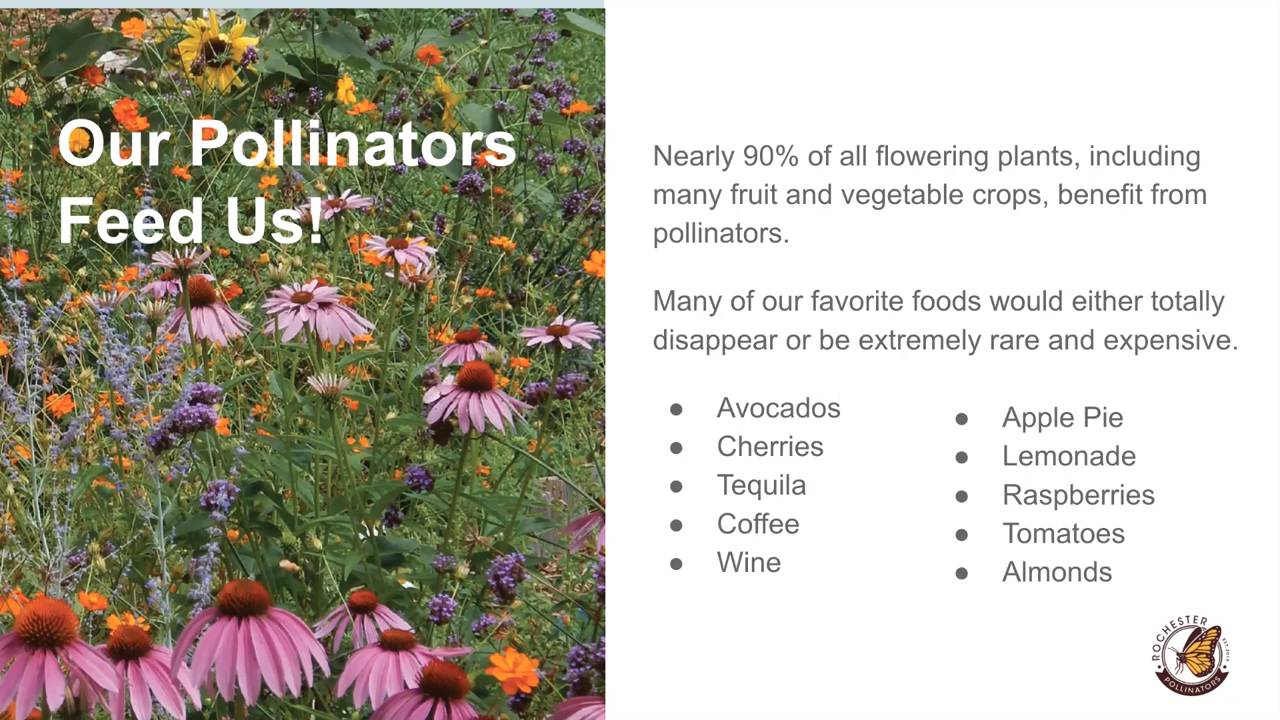 Our Pollinators
Feed Us!
Nearly 90% of all flowering plants, including
many fruit and vegetable crops, benefit from
pollinators.
Many of our favorite foods would either totally
disappear or be extremely rare and expensive.
● Avocados
● Cherries
● Tequila
● Coffee
● Wine
● Apple Pie
● Lemonade
● Raspberries
● Tomatoes
● Almonds
ROCHESTER
POLLINATORS